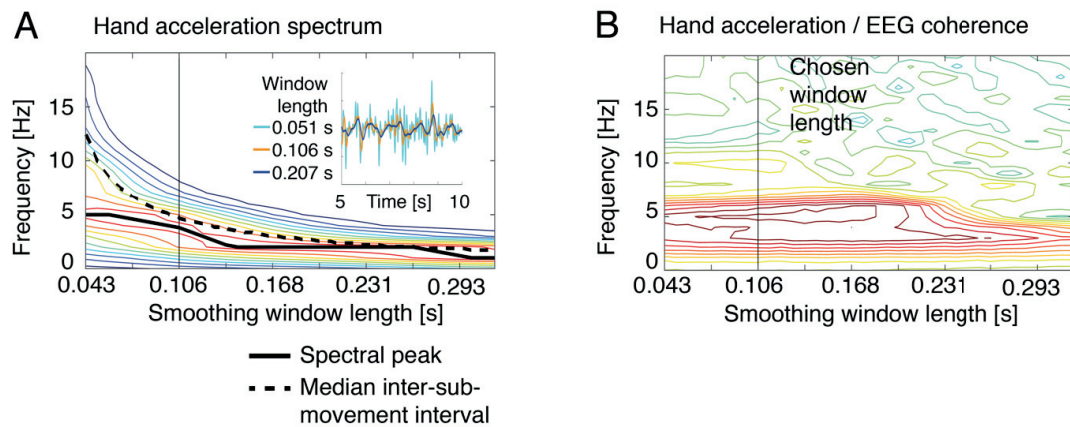 A Hand acceleration spectrum
Frequency [Hz]
15
10
5
0
Window
length
0.051 s
0.106 s
0.207 s
5 10
Time [s]
0.043 0.106 0.168 0.231 0.293
Smoothing window length [s]
Spectral peak
Median inter-sub-
movement interval
B Hand acceleration / EEG coherence
Frequency [Hz]
15
10
5
0
Chosen
window
length
0.043 0.106 0.168 0.231 0.293
Smoothing window length [s]